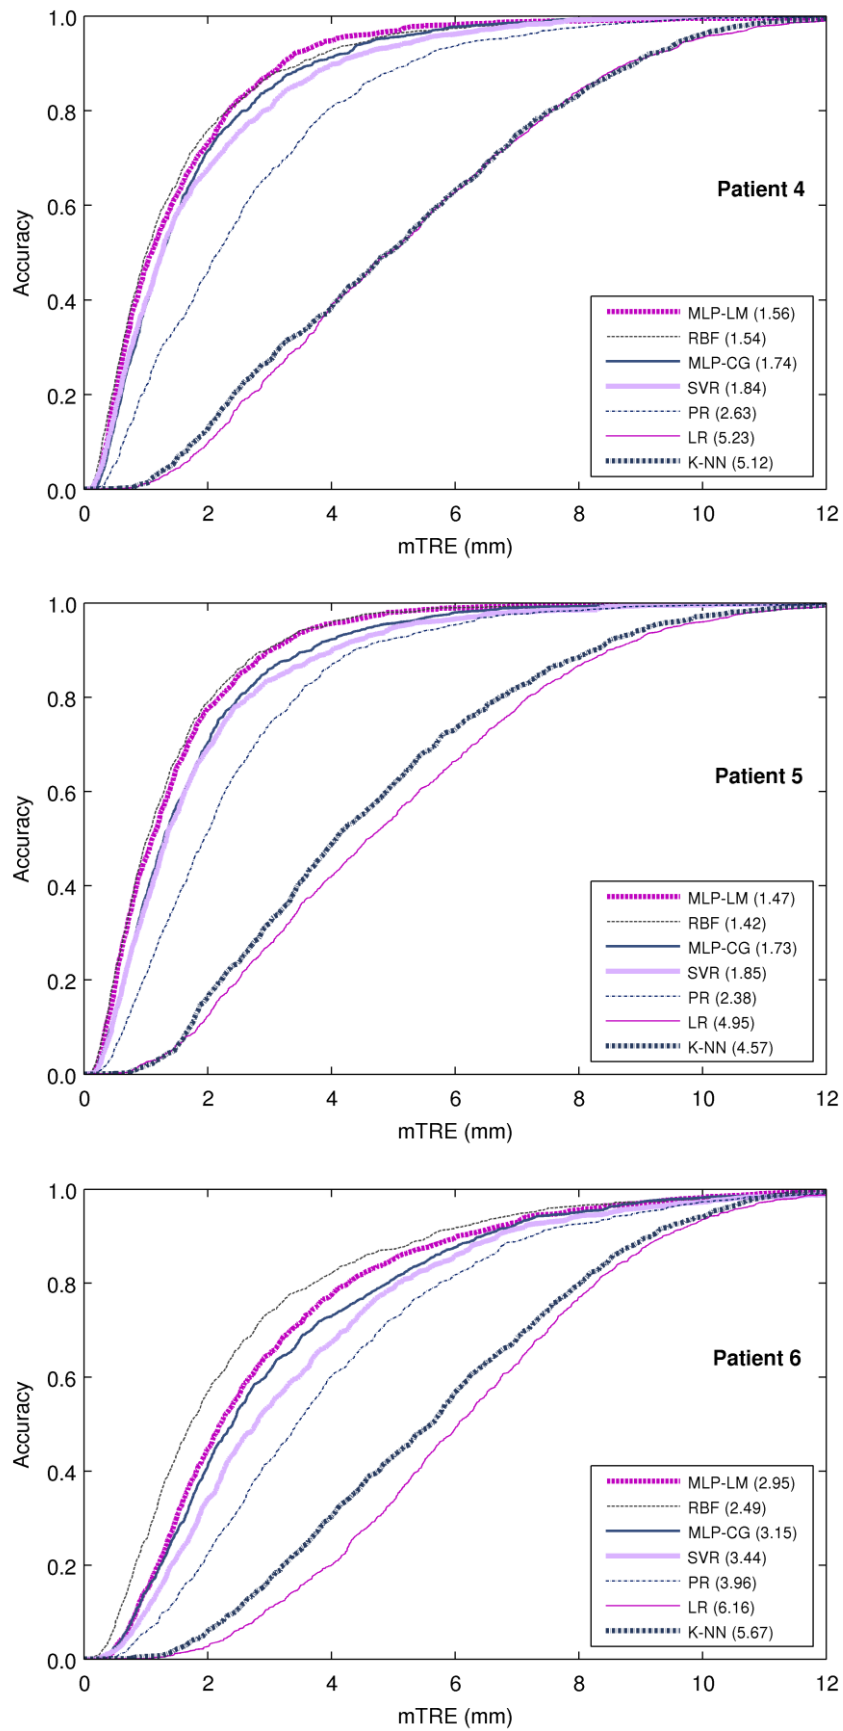 1.0
0.8
0.6
0.4
0.2
0.0
Accuracy
Patient 4
MLP-LM (1.56)
RBF (1.54)
MLP-CG (1.74)
SVR (1.84)
PR (2.63)
LR (5.23)
K-NN (5.12)
0 2 4 6 8 10 12
mTRE (mm)
1.0
0.8
0.6
0.4
0.2
0.0
Accuracy
Patient 5
MLP-LM (1.47)
RBF (1.42)
MLP-CG (1.73)
SVR (1.85)
PR (2.38)
LR (4.95)
K-NN (4.57)
0 2 4 6 8 10 12
mTRE (mm)
1.0
0.8
0.6
0.4
0.2
0.0
Accuracy
Patient 6
MLP-LM (2.95)
RBF (2.49)
MLP-CG (3.15)
SVR (3.44)
PR (3.96)
LR (6.16)
K-NN (5.67)
0 2 4 6 8 10 12
mTRE (mm)